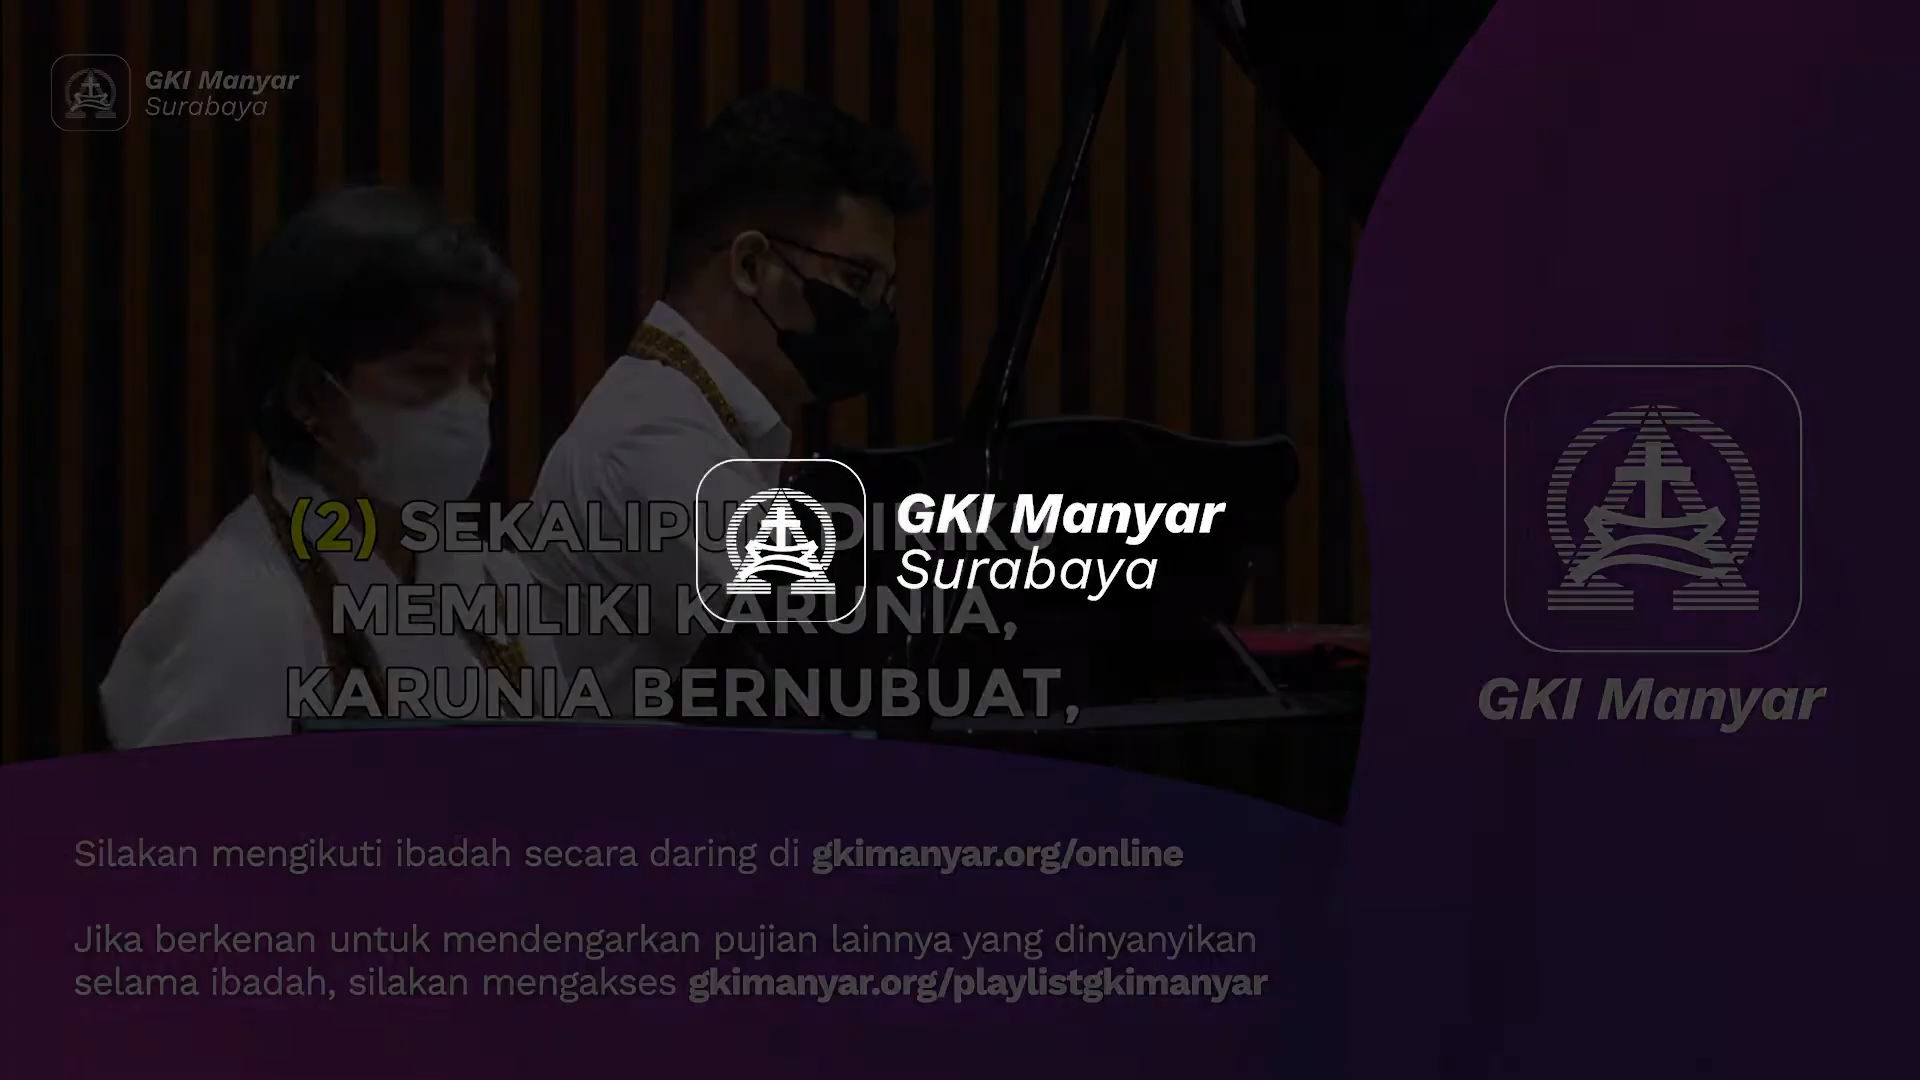 GKI Manyar
Surabaya
(2) SEKALIPUN DIRIKU
MEMILIKI KARUNIA,
KARUNIA BERNUBUAT,
GKI Manyar
Surabaya
GKI Manyar
Silakan mengikuti ibadah secara daring di gkimanyar.org/online
Jika berkenan untuk mendengarkan pujian lainnya yang dinyanyikan
selama ibadah, silakan mengakses gkimanyar.org/playlistgkimanyar